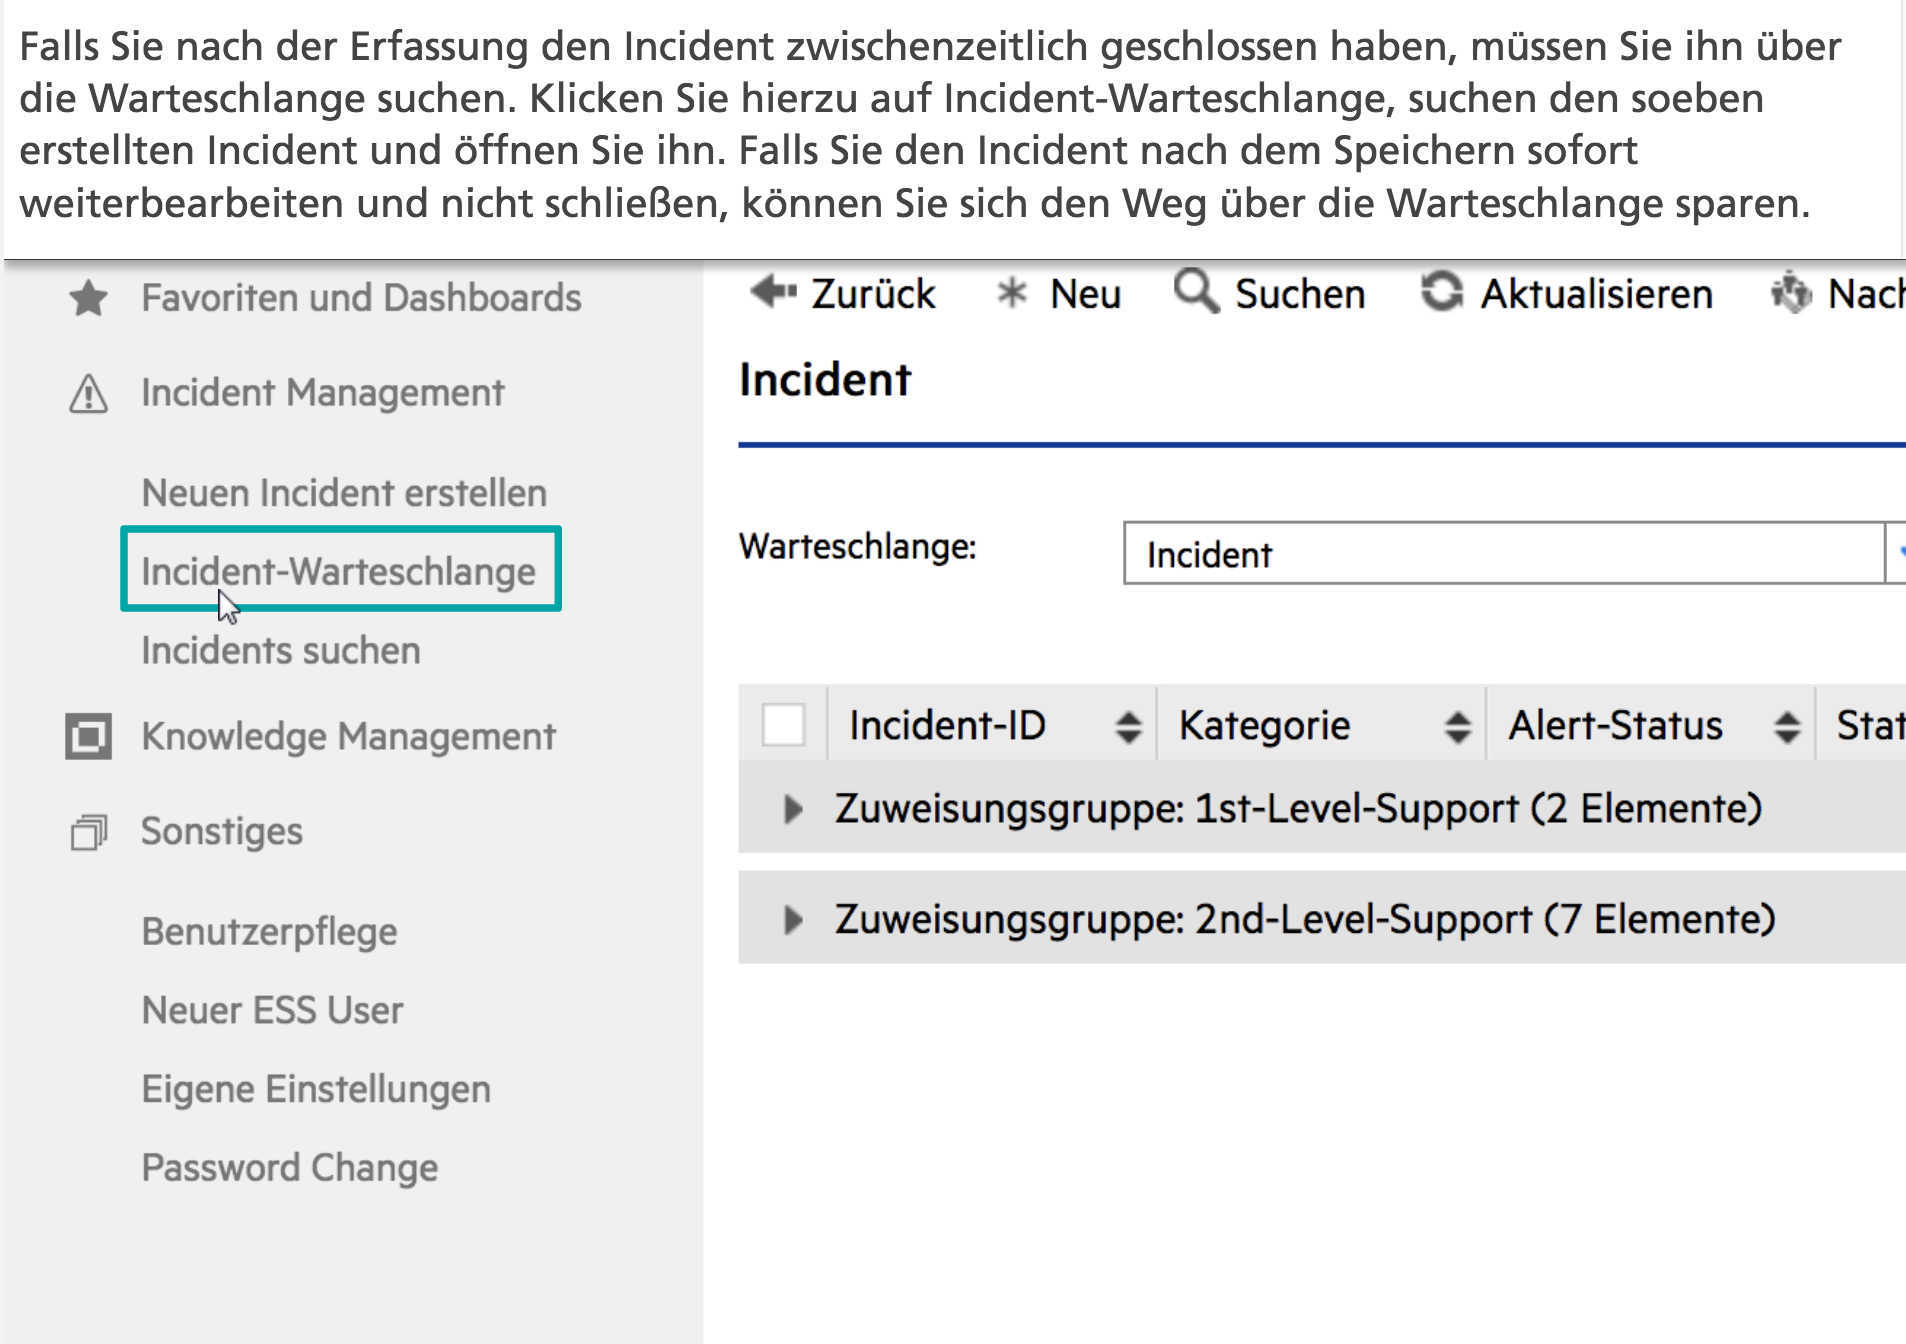 Falls Sie nach der Erfassung den Incident zwischenzeitlich geschlossen haben, müssen Sie ihn über
die Warteschlange suchen. Klicken Sie hierzu auf Incident-Warteschlange, suchen den soeben
erstellten Incident und öffnen Sie ihn. Falls Sie den Incident nach dem Speichern sofort
weiterbearbeiten und nicht schließen, können Sie sich den Weg über die Warteschlange sparen.
Favoriten und Dashboards
Incident Management
Neuen Incident erstellen
Incident-Warteschlange
Incidents suchen
Knowledge Management
Sonstiges
Benutzerpflege
Neuer ESS User
Eigene Einstellungen
Password Change
Zurück Neu Suchen Aktualisieren Nach
Incident
Warteschlange: Incident
Incident-ID Kategorie Alert-Status Stat
Zuweisungsgruppe: 1st-Level-Support (2 Elemente)
Zuweisungsgruppe: 2nd-Level-Support (7 Elemente)